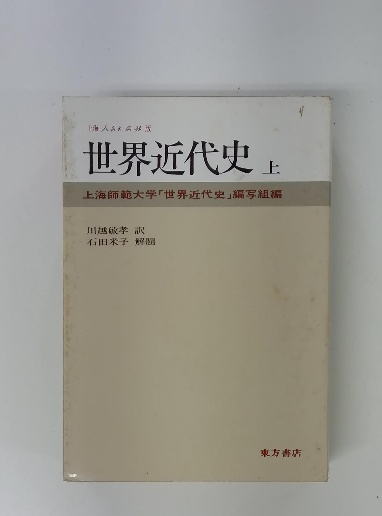 世界近代史 上
上海師範大学「世界近代史」編写組編
川越敏孝 訳
石田米子 解題
東方書店